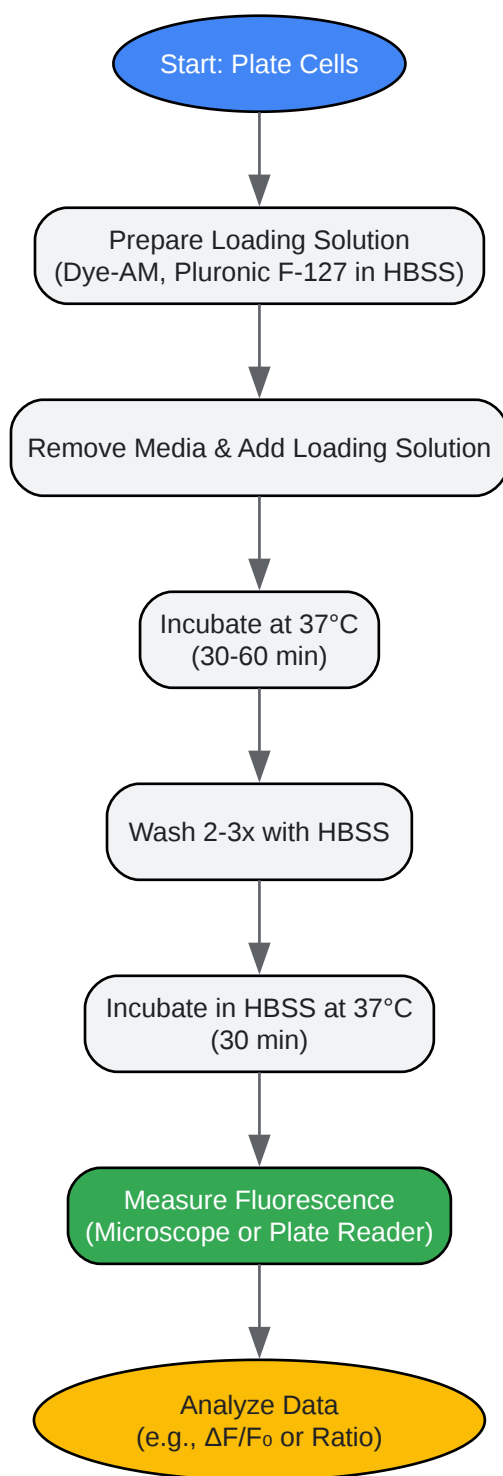 Start: Plate Cells
Prepare Loading Solution
(Dye-AM, Pluronic F-127 in HBSS)
Remove Media & Add Loading Solution
Incubate at 37°C
(30-60 min)
Wash 2-3x with HBSS
Incubate in HBSS at 37°C
(30 min)
Measure Fluorescence
(Microscope or Plate Reader)
Analyze Data
(e.g., ΔF/F₀ or Ratio)